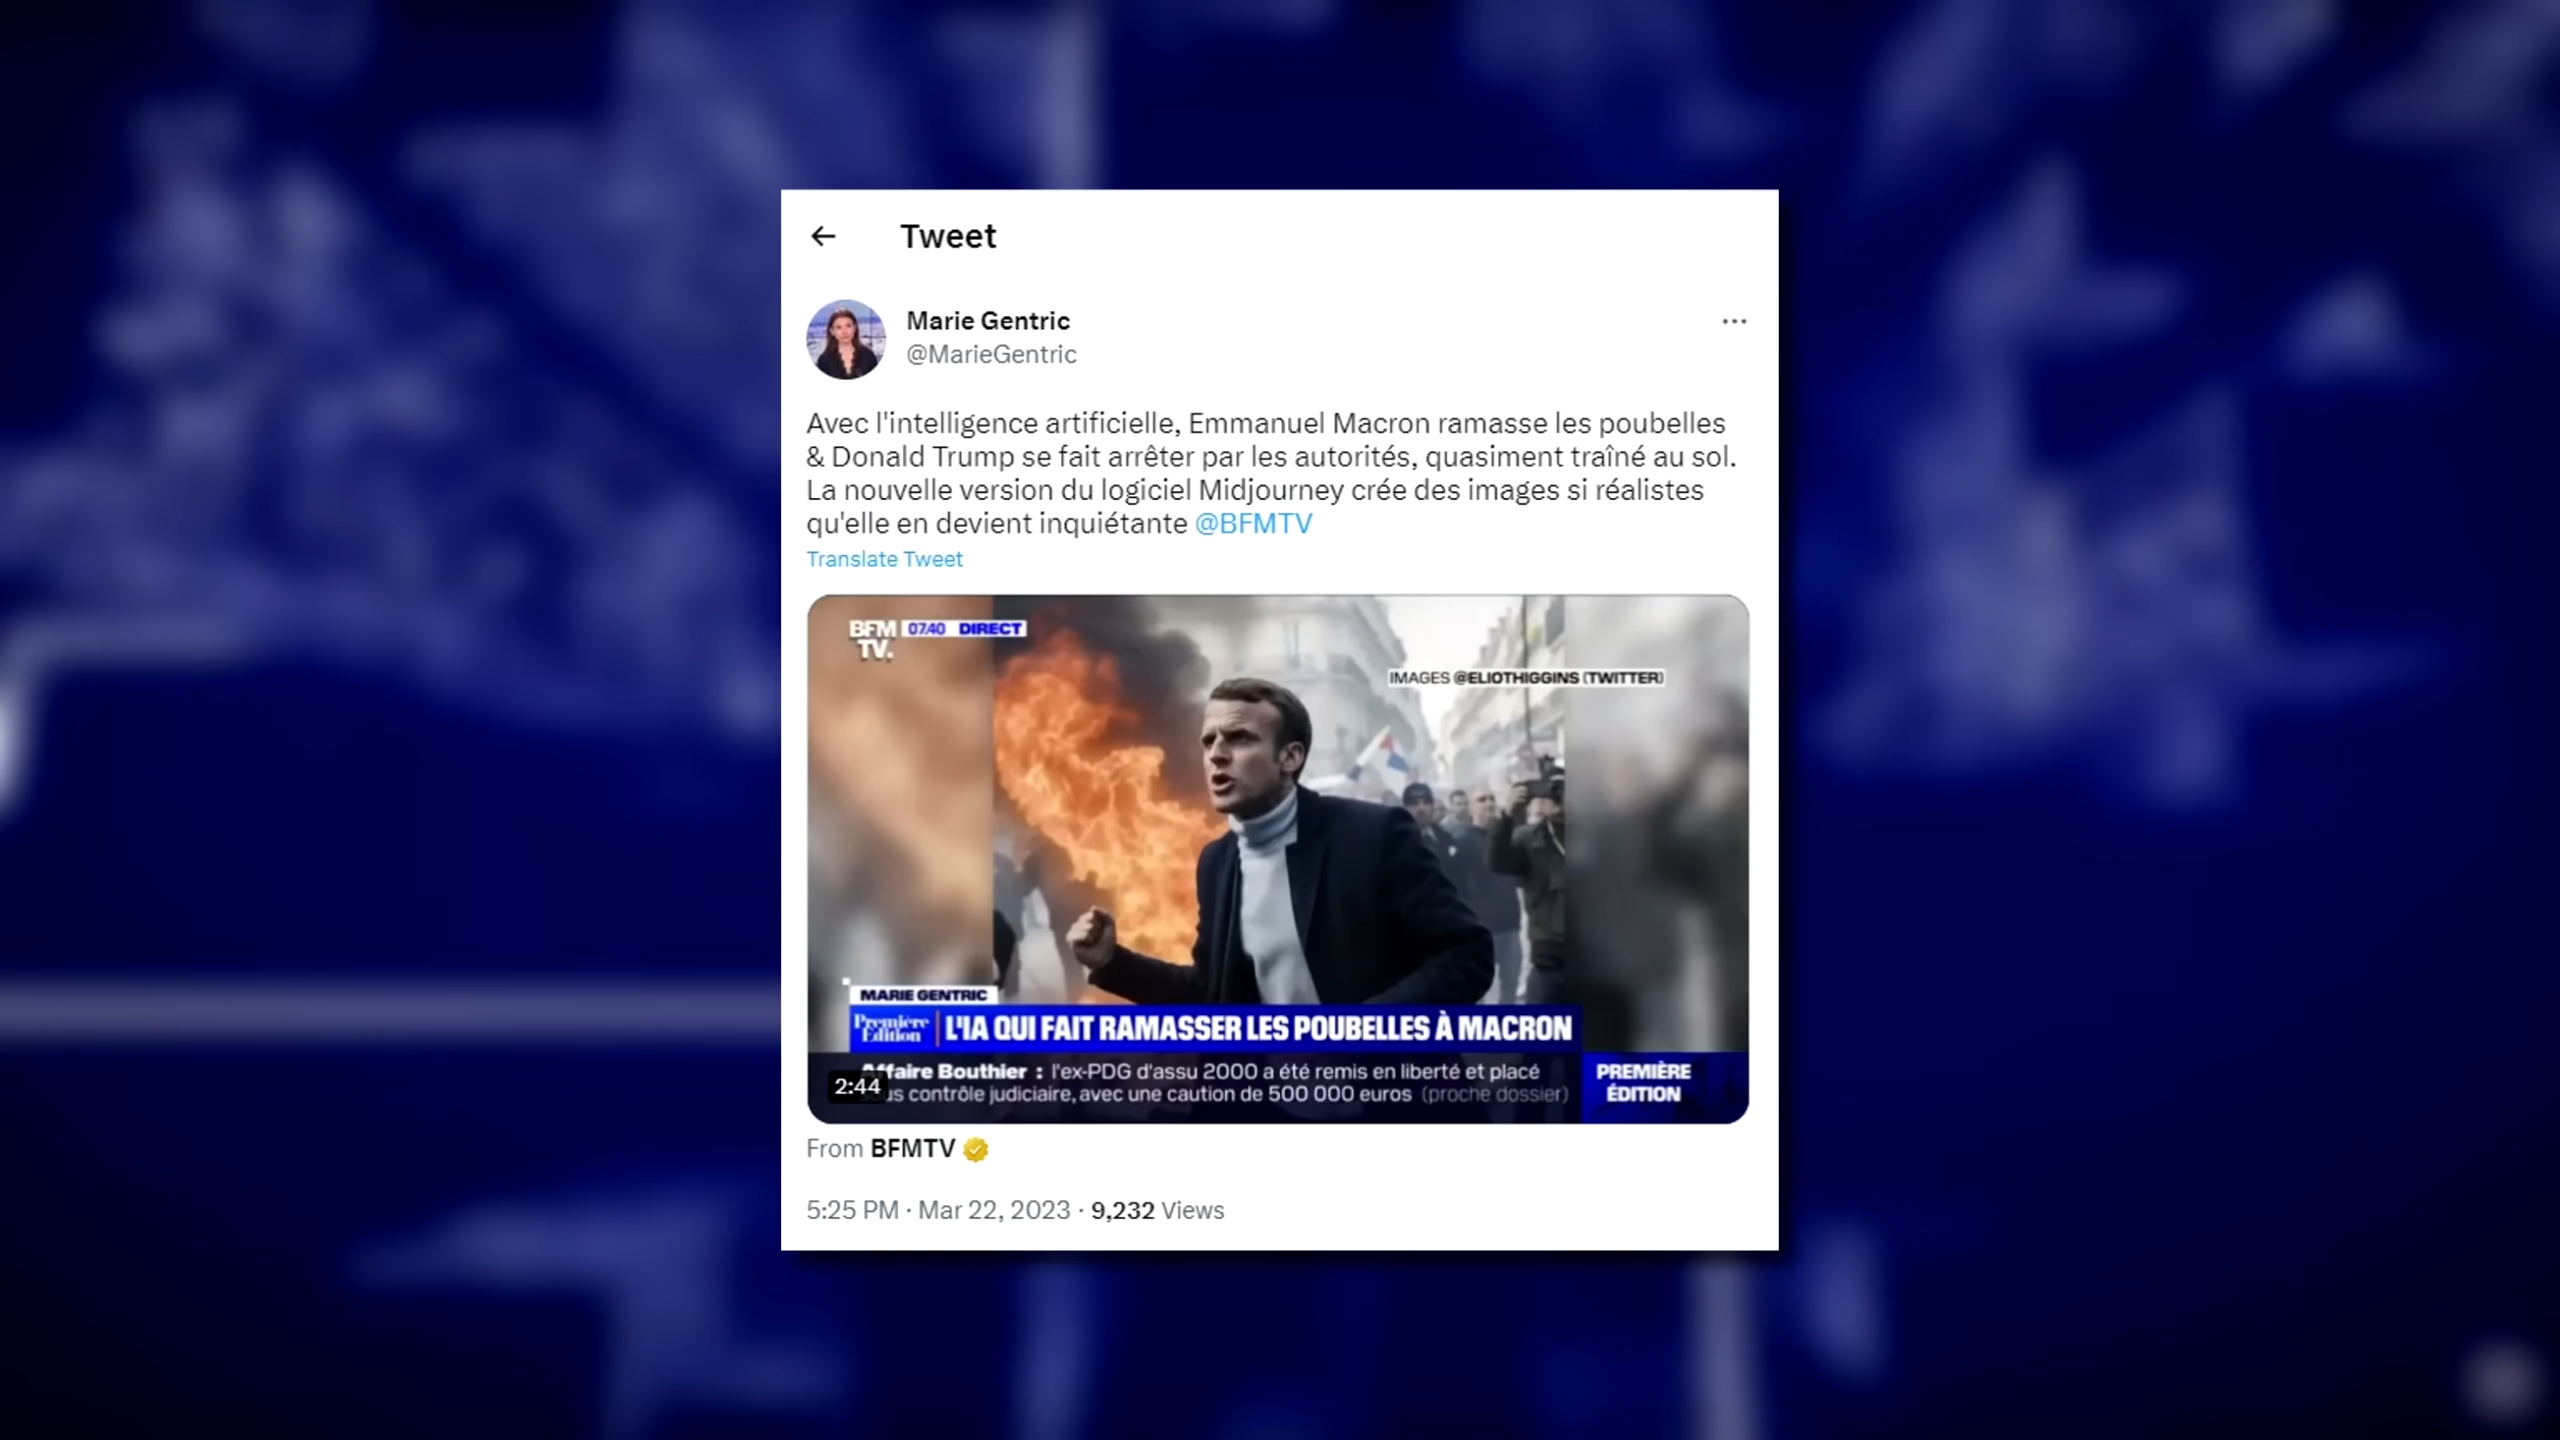 Tweet
Marie Gentric
@MarieGentric
Avec l'intelligence artificielle, Emmanuel Macron ramasse les poubelles
& Donald Trump se fait arrêter par les autorités, quasiment traîné au sol.
La nouvelle version du logiciel Midjourney crée des images si réalistes
qu'elle en devient inquiétante @BFMTV
Translate Tweet
BFM
TV.
07.40 DIRECT
IMAGES @ELIOTHIGGINS (TWITTER)
MARIE GENTRIC
Première
Édition
L'IA QUI FAIT RAMASSER LES POUBELLES À MACRON
Affaire Bouthier : l'ex-PDG d'assu 2000 a été remis en liberté et placé
contrôle judiciaire, avec une caution de 500 000 euros (proche dossier)
2:44
PREMIÈRE
ÉDITION
From BFMTV
5:25 PM · Mar 22, 2023 · 9,232 Views